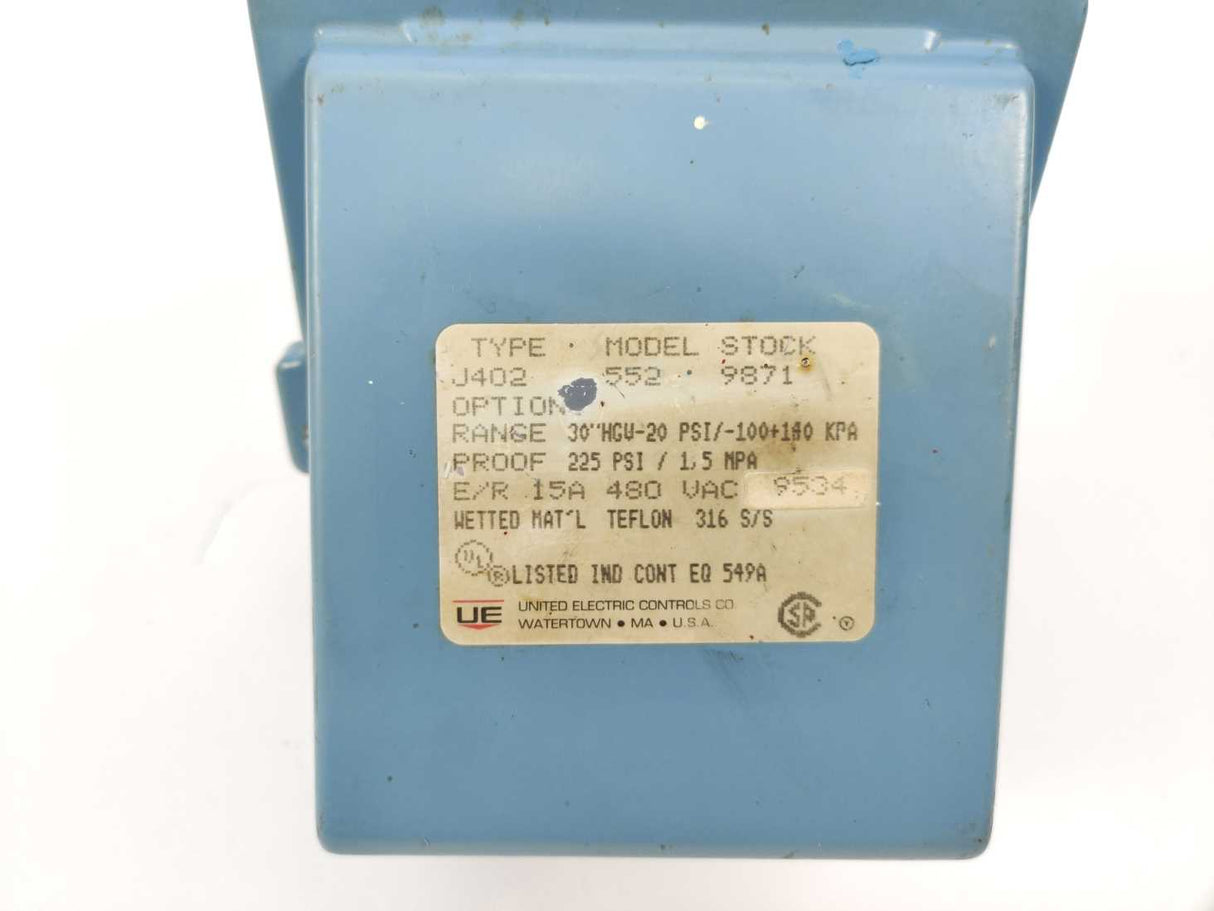 TYPE MODEL STOCK
J402 552 9871
OPTION
RANGE 30"HGV-20 PSI/-100+140 KPA
PROOF 225 PSI / 1.5 MPA
E/R 15A 480 VAC 9534
WETTED MAT'L TEFLON 316 S/S
UL
® LISTED IND CONT EQ 549A
UE UNITED ELECTRIC CONTROLS CO.
WATERTOWN • MA • U.S.A.